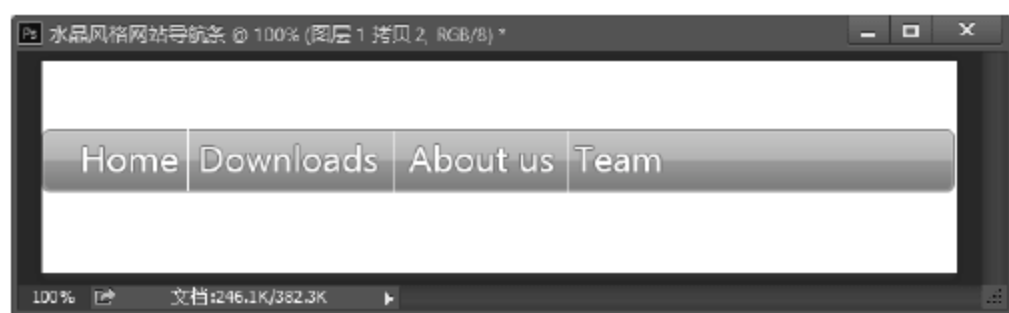 Ps 水晶风格网站导航条 @ 100% (图层 1 拷贝 2, RGB/8) *
Home Downloads About us Team
100% 文档:246.1K/382.3K